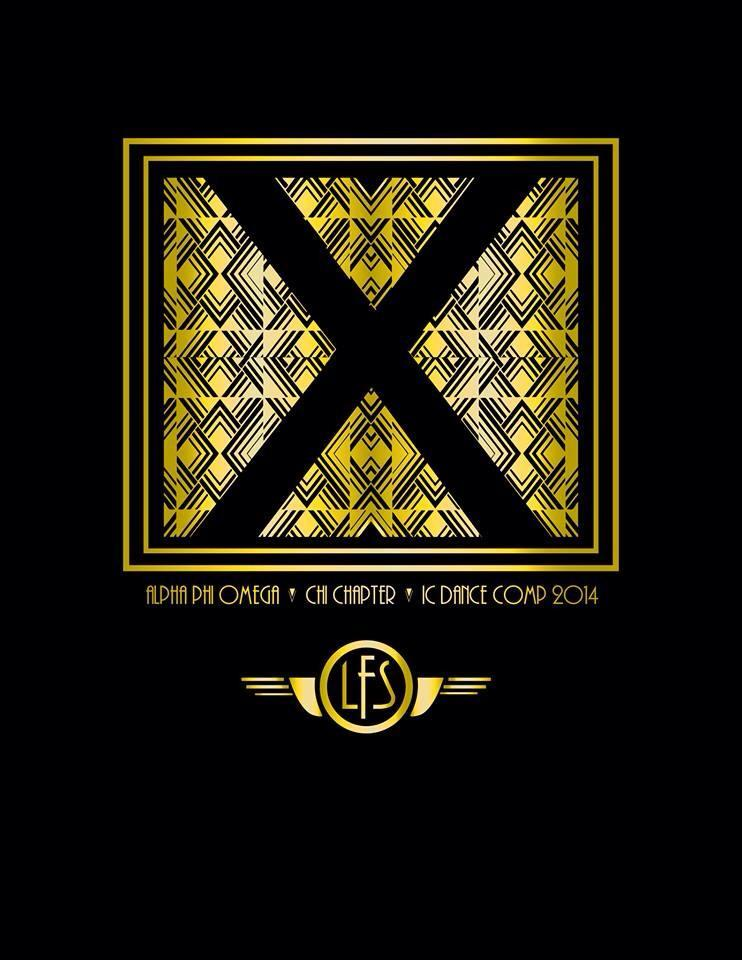 X
ALPHA PHI OMEGA ▼ CHI CHAPTER ▼ IC DANCE COMP 2014
LFS